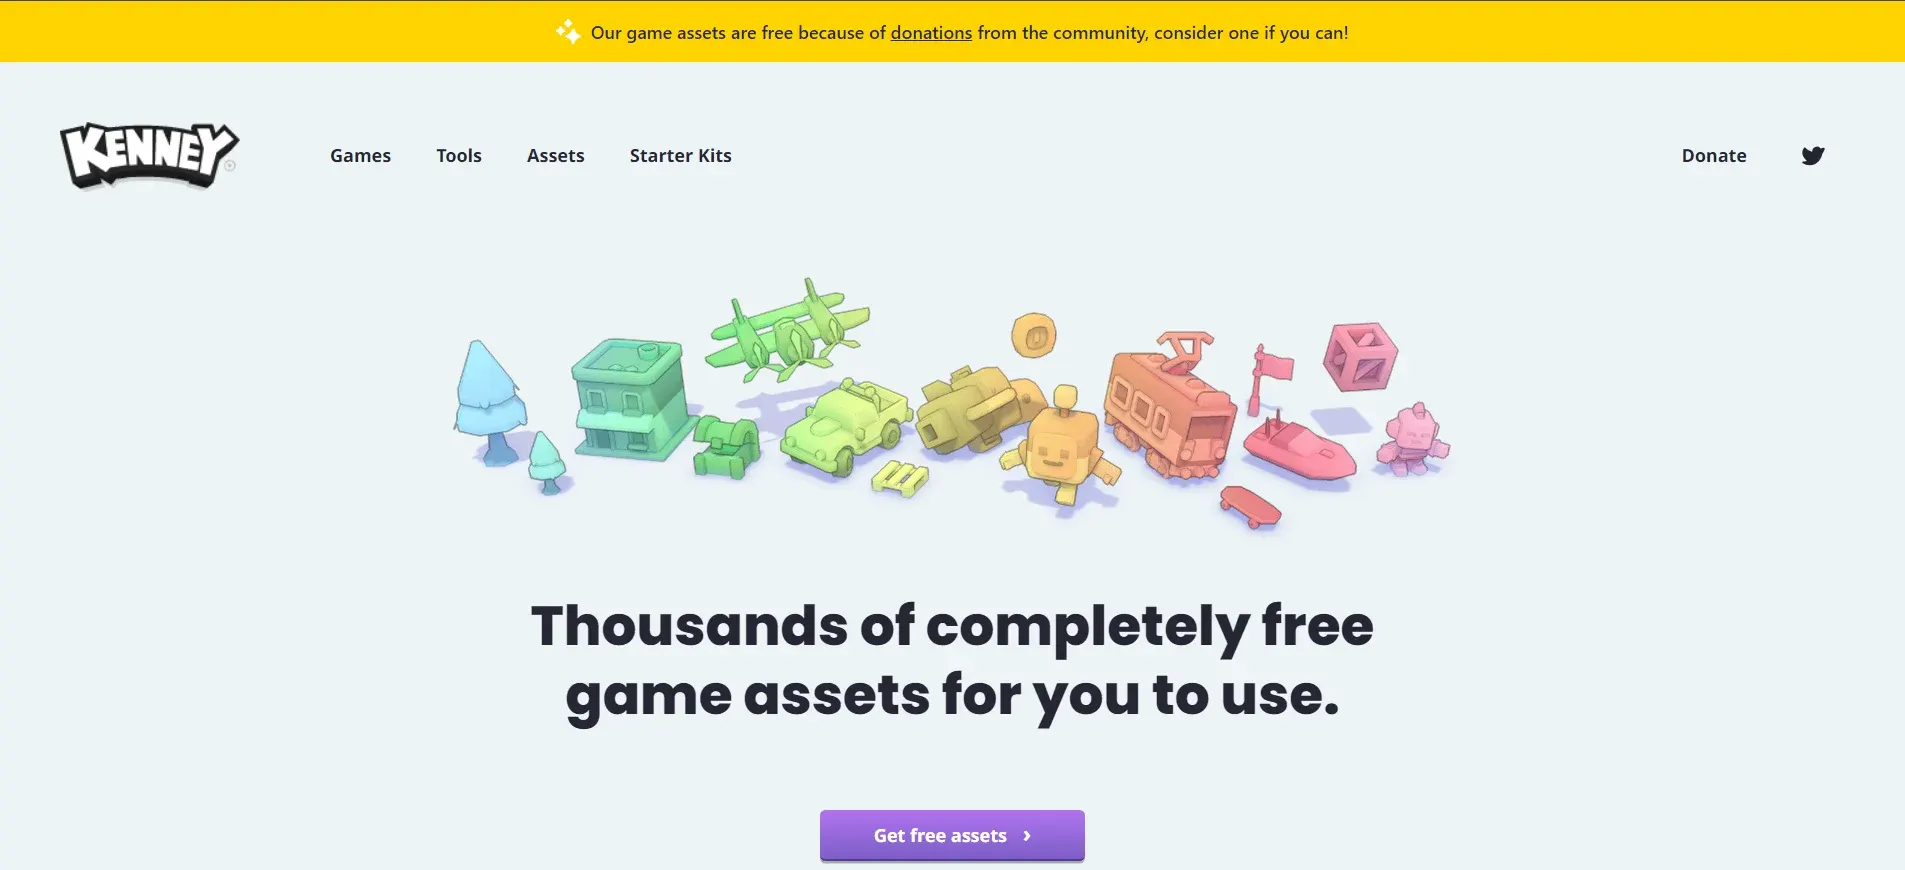 Our game assets are free because of donations from the community, consider one if you can!
KENNEY
Games
Tools
Assets
Starter Kits
Donate
Thousands of completely free
game assets for you to use.
Get free assets ›